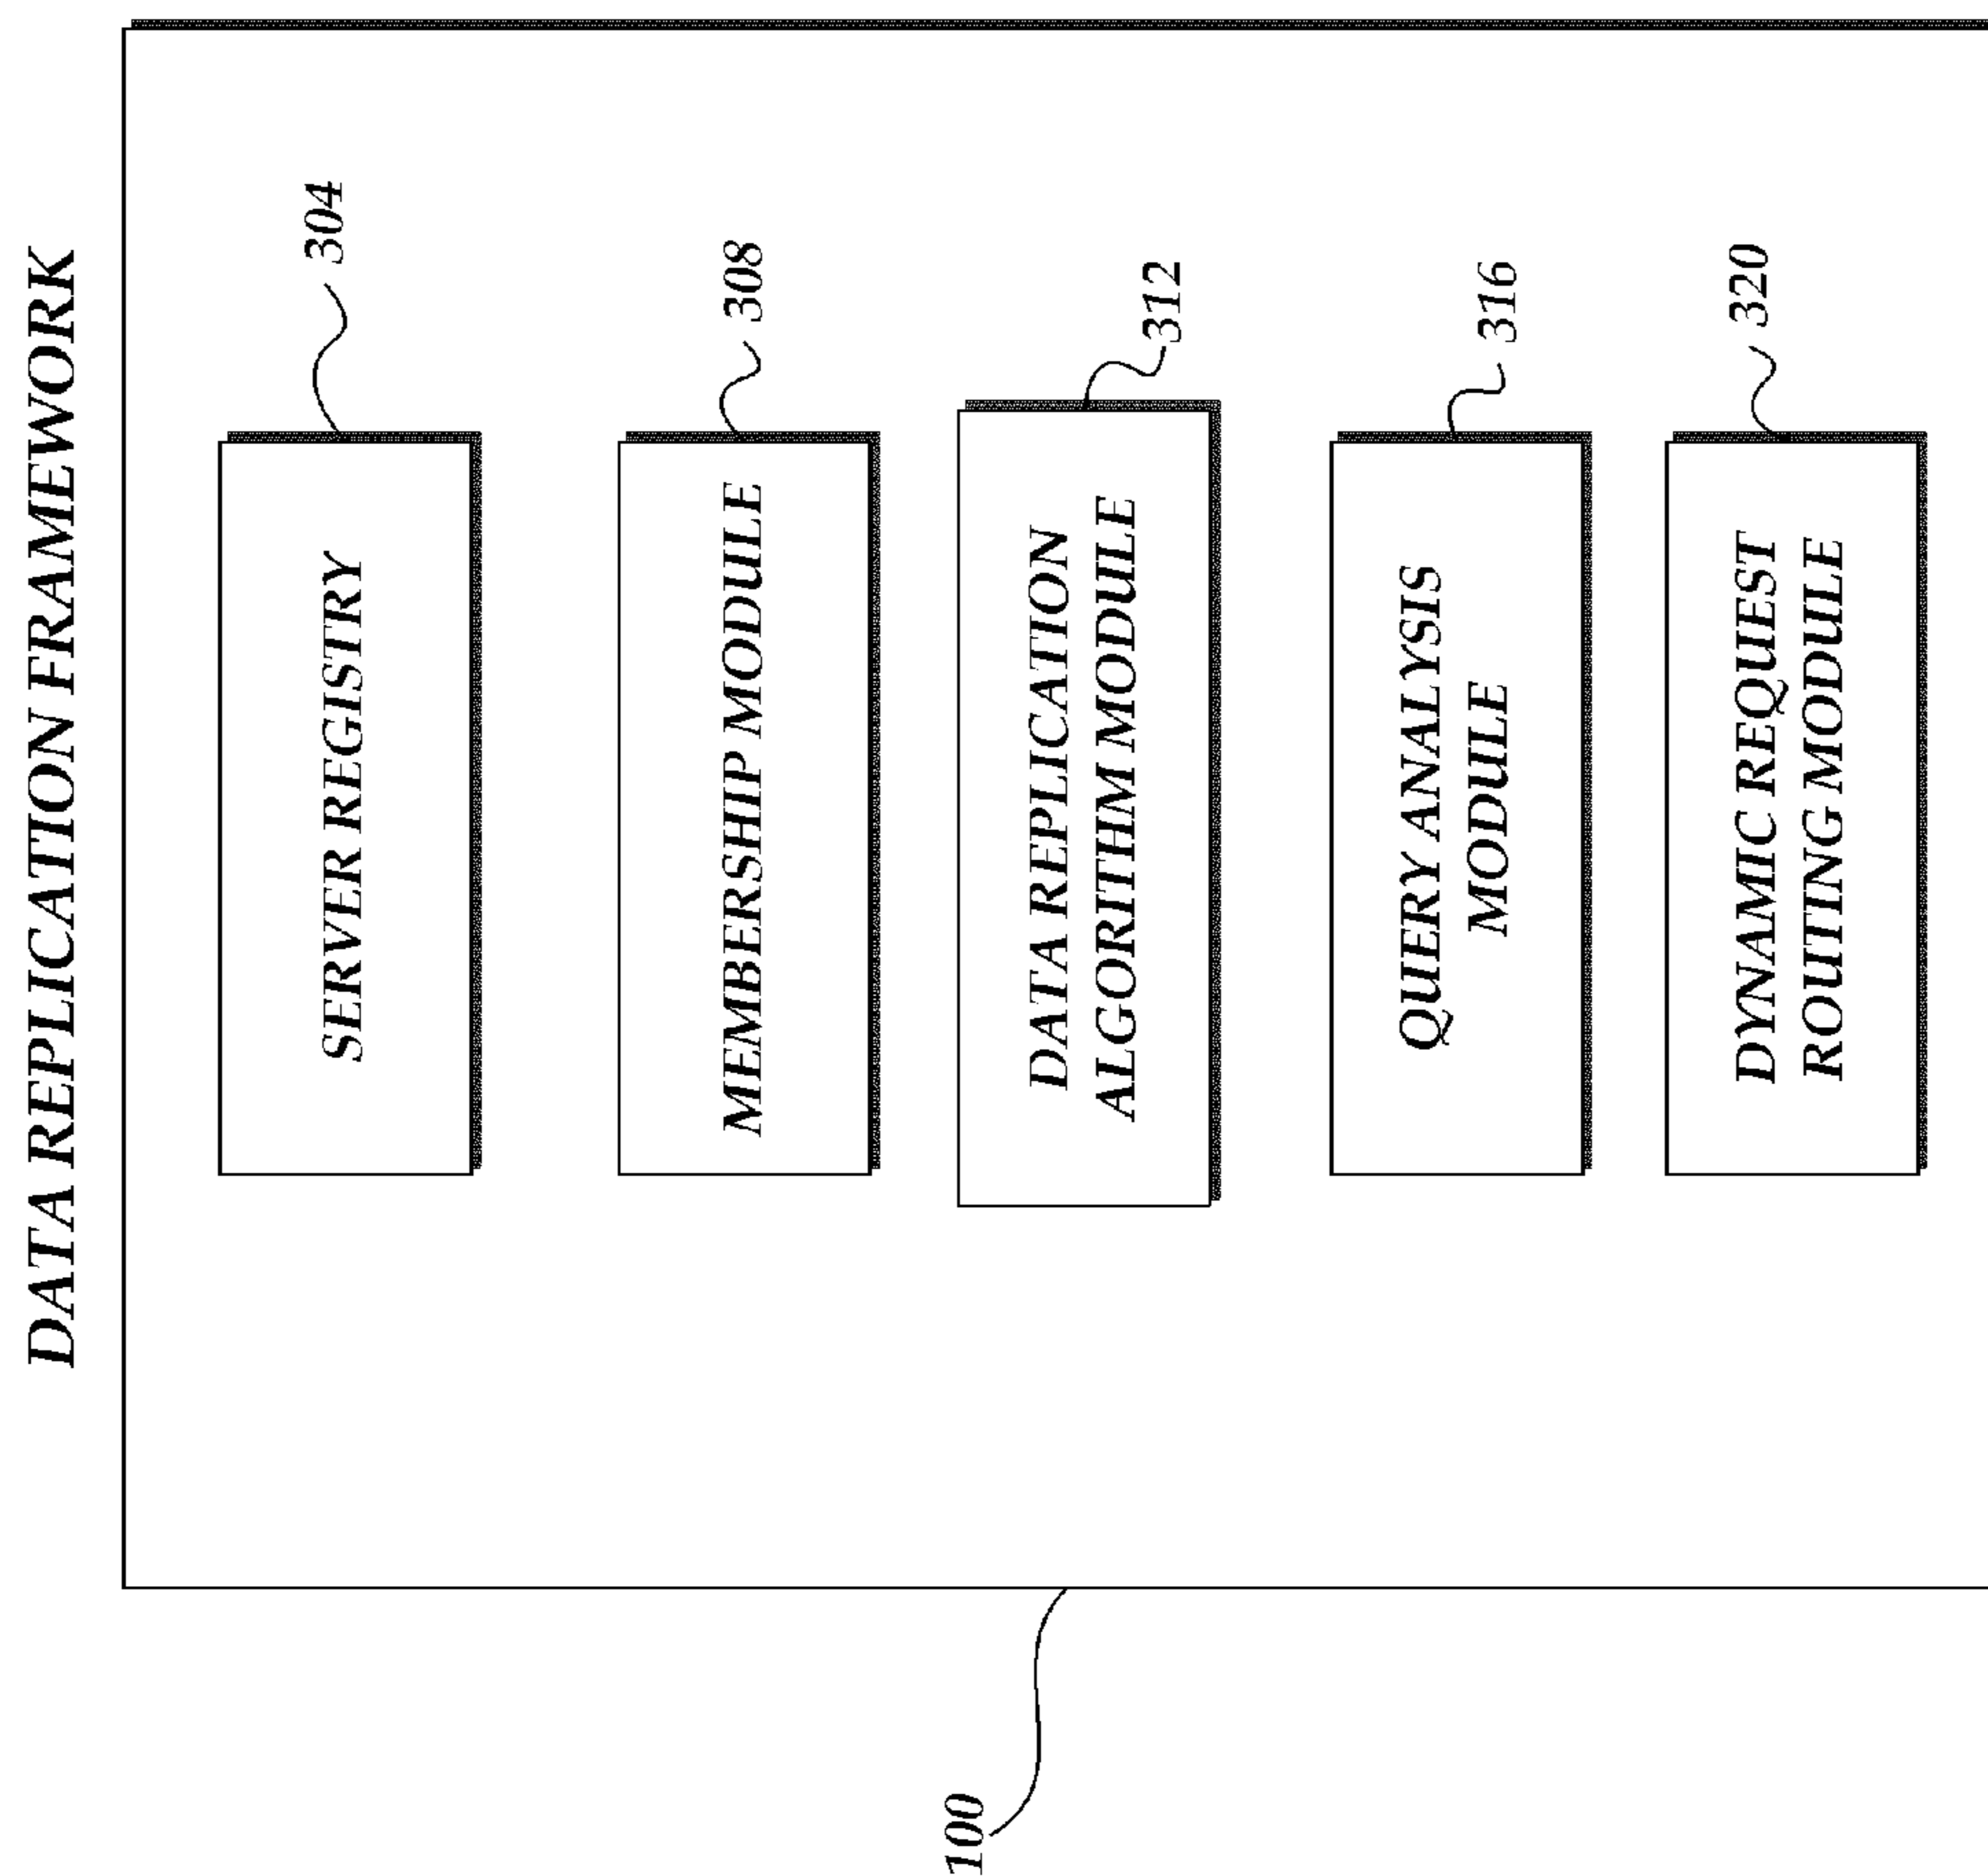 DATA REPLICATION FRAMEWORK
304
SERVER REGISTRY
308
MEMBERSHIP MODULE
312
DATA REPLICATION
ALGORITHM MODULE
316
QUERY ANALYSIS
MODULE
320
DYNAMIC REQUEST
ROUTING MODULE
100